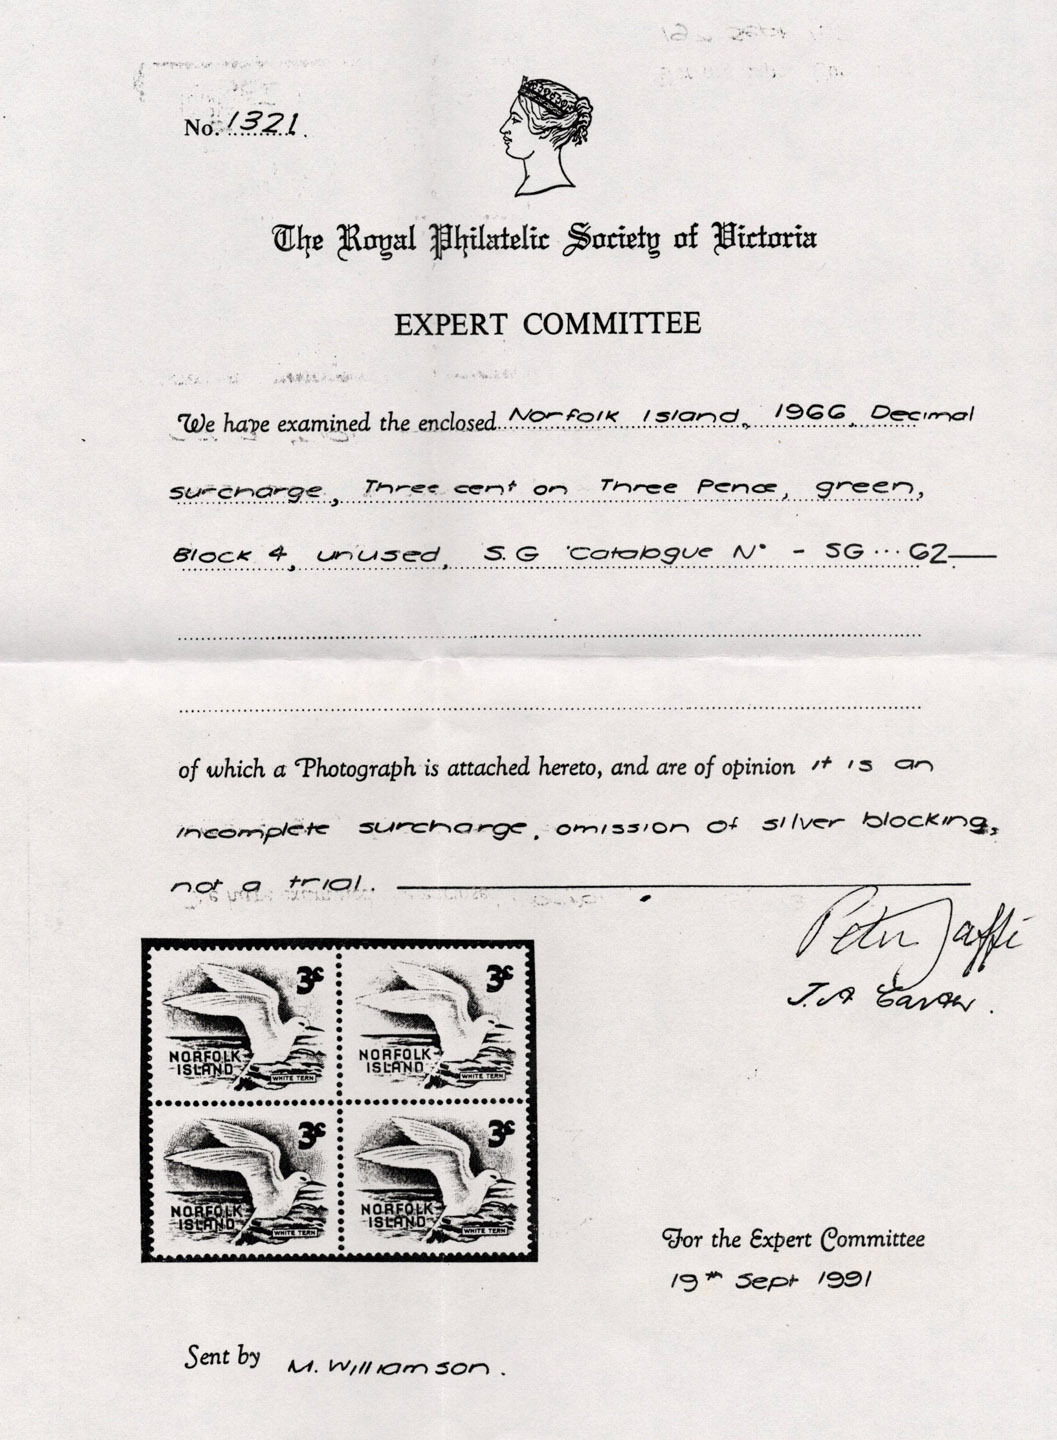 No. 1321.
The Royal Philatelic Society of Victoria
EXPERT COMMITTEE
We have examined the enclosed Norfolk Island, 1966, Decimal
surcharge, Three cent on Three Pence, green,
Block 4, unused, S.G Catalogue No - SG ... 62
of which a Photograph is attached hereto, and are of opinion it is an
incomplete surcharge, omission of silver blocking,
not a trial.
Peter Jaffé
J.A
3c
NORFOLK
ISLAND
WHITE TERN
3c
NORFOLK
ISLAND
WHITE TERN
3c
NORFOLK
ISLAND
WHITE TERN
3c
NORFOLK
ISLAND
WHITE TERN
For the Expert Committee
19th Sept 1991
Sent by M. Williamson.